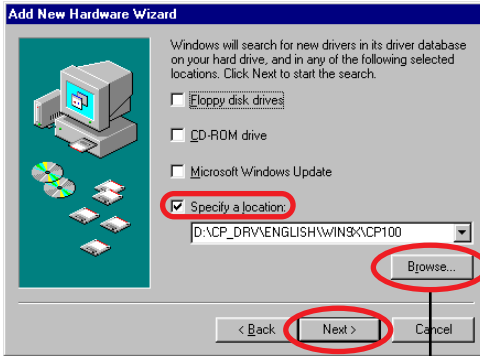 Add New Hardware Wizard
Windows will search for new drivers in its driver database
on your hard drive, and in any of the following selected
locations. Click Next to start the search.
Floppy disk drives
CD-ROM drive
Microsoft Windows Update
Specify a location:
D:\CP_DRV\ENGLISH\WIN9X\CP100
Browse...
< Back
Next >
Cancel